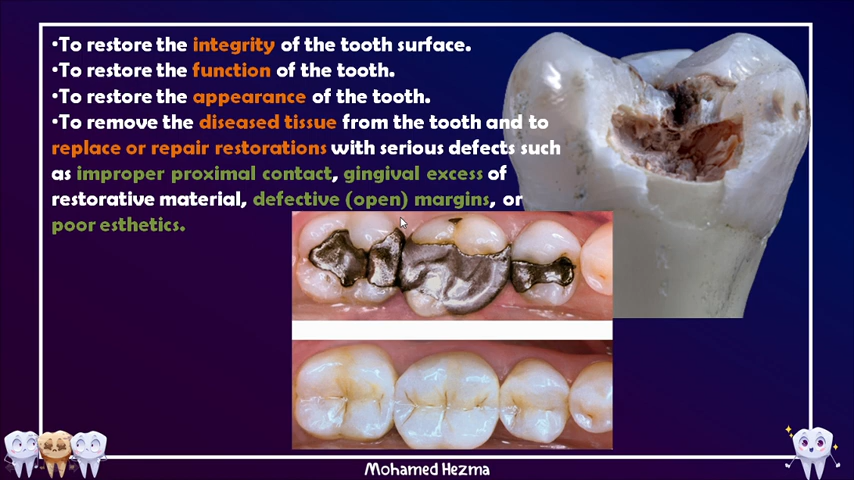 •To restore the integrity of the tooth surface.
•To restore the function of the tooth.
•To restore the appearance of the tooth.
•To remove the diseased tissue from the tooth and to
replace or repair restorations with serious defects such
as improper proximal contact, gingival excess of
restorative material, defective (open) margins, or
poor esthetics.
Mohamed Hezma